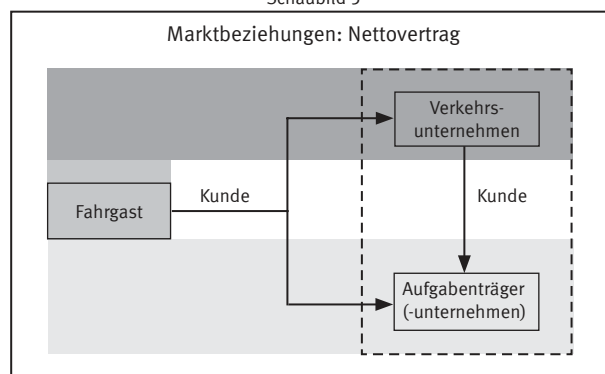 Schaubild 9
Marktbeziehungen: Nettovertrag
Verkehrs-
unternehmen
Kunde
Kunde
Fahrgast
Aufgabenträger
(-unternehmen)